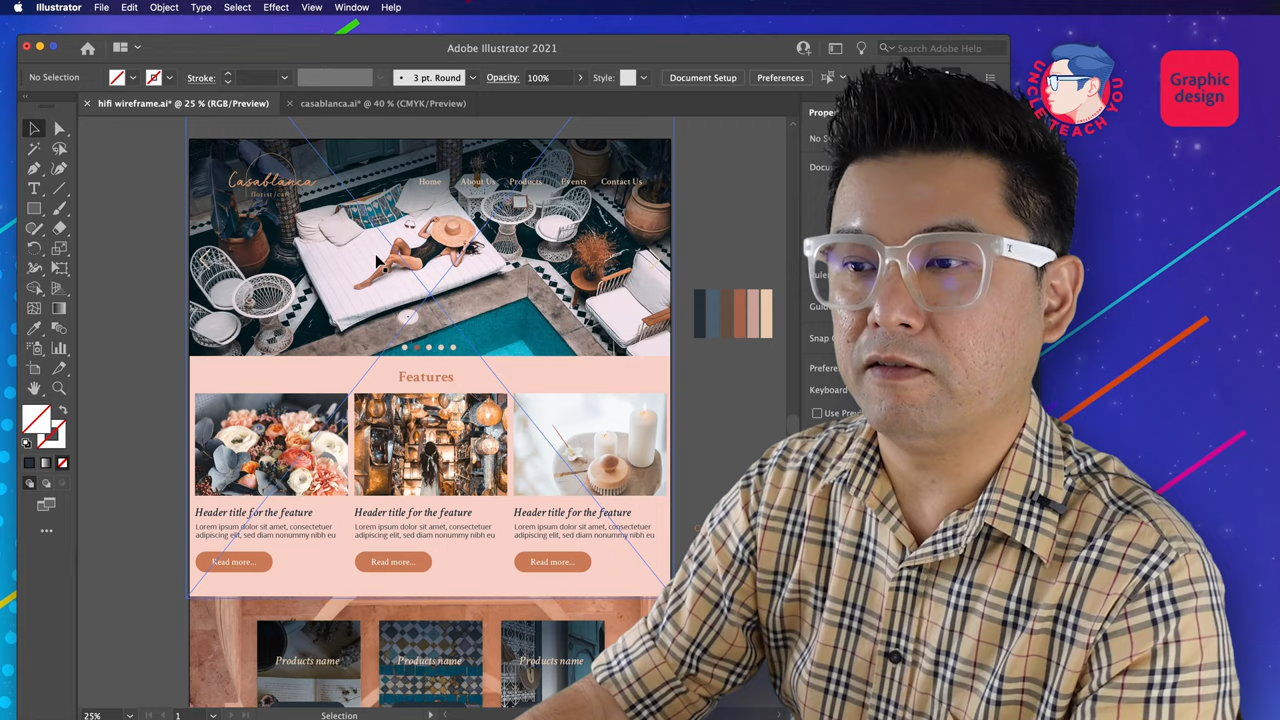 Illustrator File Edit Object Type Select Effect View Window Help
Adobe Illustrator 2021
Search Adobe Help
No Selection
Stroke:
3 pt. Round
Opacity: 100%
Style:
Document Setup
Preferences
hifi wireframe.ai* @ 25 % (RGB/Preview)
casablanca.ai* @ 40 % (CMYK/Preview)
UNCLE TEACH YOU
Graphic
design
Casablanca
florist/café
Home
About Us
Products
Events
Contact Us
Features
Header title for the feature
Lorem ipsum dolor sit amet, consectetuer
adipiscing elit, sed diam nonummy nibh eu
Read more...
Header title for the feature
Lorem ipsum dolor sit amet, consectetuer
adipiscing elit, sed diam nonummy nibh eu
Read more...
Header title for the feature
Lorem ipsum dolor sit amet, consectetuer
adipiscing elit, sed diam nonummy nibh eu
Read more...
Products name
Products name
Products name
Keyboard
Use Prev
25%
1
Selection